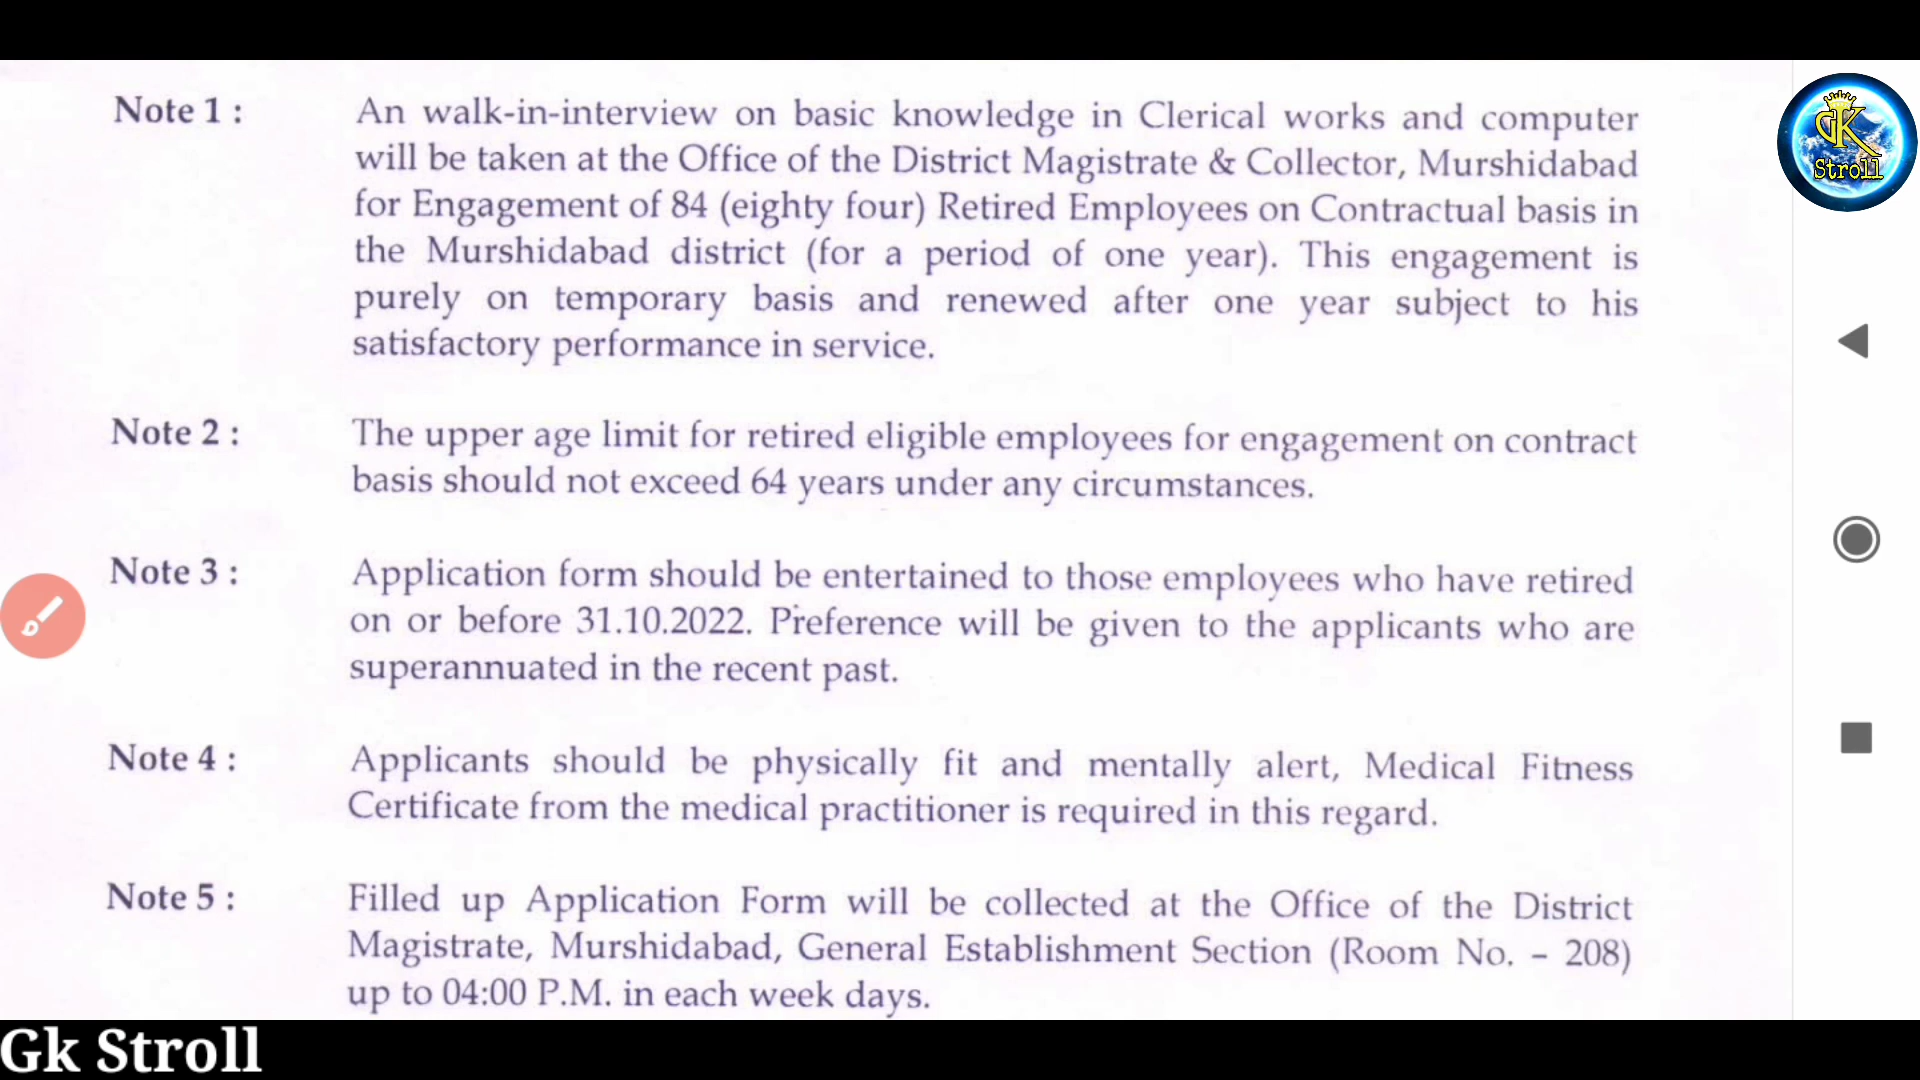 Note 1 :
An walk-in-interview on basic knowledge in Clerical works and computer
will be taken at the Office of the District Magistrate & Collector, Murshidabad
for Engagement of 84 (eighty four) Retired Employees on Contractual basis in
the Murshidabad district (for a period of one year). This engagement is
purely on temporary basis and renewed after one year subject to his
satisfactory performance in service.
Note 2 :
The upper age limit for retired eligible employees for engagement on contract
basis should not exceed 64 years under any circumstances.
Note 3 :
Application form should be entertained to those employees who have retired
on or before 31.10.2022. Preference will be given to the applicants who are
superannuated in the recent past.
Note 4 :
Applicants should be physically fit and mentally alert, Medical Fitness
Certificate from the medical practitioner is required in this regard.
Note 5 :
Filled up Application Form will be collected at the Office of the District
Magistrate, Murshidabad, General Establishment Section (Room No. – 208)
up to 04:00 P.M. in each week days.
GK
Stroll
Gk Stroll